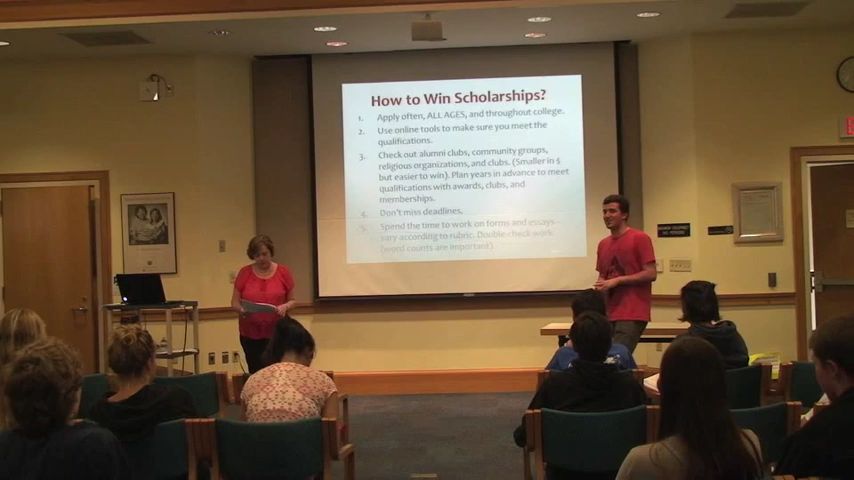 How to Win Scholarships?
1. Apply often, ALL AGES, and throughout college.
2. Use online tools to make sure you meet the
qualifications.
3. Check out alumni clubs, community groups,
religious organizations, and clubs. (Smaller in $
but easier to win). Plan years in advance to meet
qualifications with awards, clubs, and
memberships.
4. Don't miss deadlines.
5. Spend the time to work on forms and essays–
vary according to rubric. Double-check work
(word counts are important)